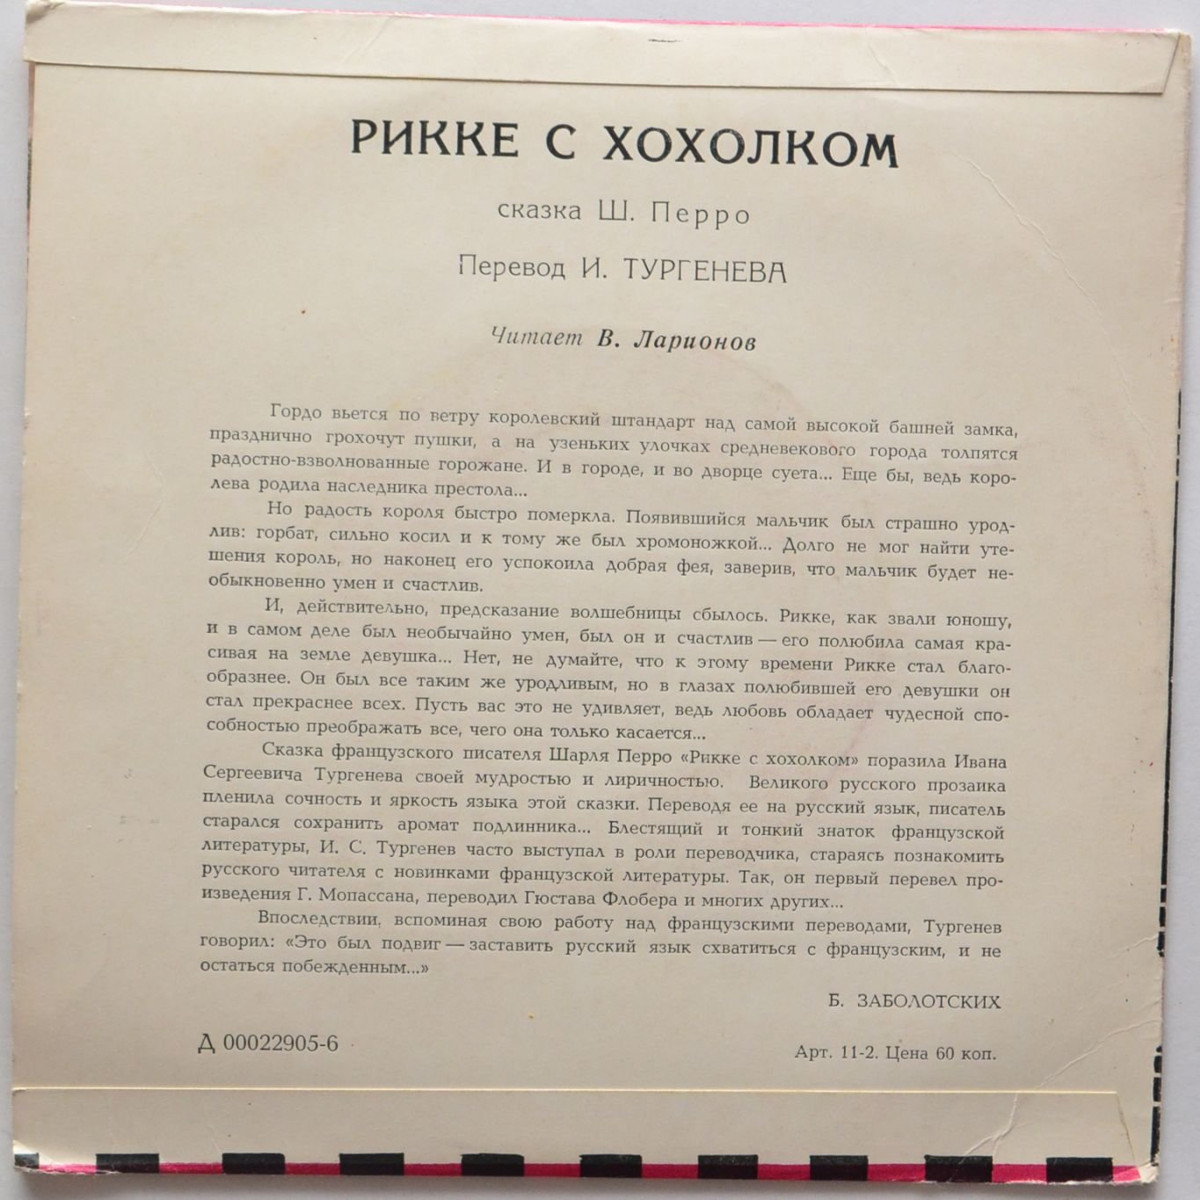 РИККЕ С ХОХОЛКОМ
сказка Ш. Перро
Перевод И. ТУРГЕНЕВА
Читает В. Ларионов
Гордо вьется по ветру королевский штандарт над самой высокой башней замка,
празднично грохочут пушки, а на узеньких улочках средневекового города толпятся
радостно-взволнованные горожане. И в городе, и во дворце суета... Еще бы, ведь коро-
лева родила наследника престола...
Но радость короля быстро померкла. Появившийся мальчик был страшно урод-
лив: горбат, сильно косил и к тому же был хромоножкой... Долго не мог найти уте-
шения король, но наконец его успокоила добрая фея, заверив, что мальчик будет не-
обыкновенно умен и счастлив.
И, действительно, предсказание волшебницы сбылось. Рикке, как звали юношу,
и в самом деле был необычайно умен, был он и счастлив — его полюбила самая кра-
сивая на земле девушка... Нет, не думайте, что к этому времени Рикке стал благо-
образнее. Он был все таким же уродливым, но в глазах полюбившей его девушки он
стал прекраснее всех. Пусть вас это не удивляет, ведь любовь обладает чудесной спо-
собностью преображать все, чего она только касается...
Сказка французского писателя Шарля Перро «Рикке с хохолком» поразила Ивана
Сергеевича Тургенева своей мудростью и лиричностью. Великого русского прозаика
пленила сочность и яркость языка этой сказки. Переводя ее на русский язык, писатель
старался сохранить аромат подлинника... Блестящий и тонкий знаток французской
литературы, И. С. Тургенев часто выступал в роли переводчика, стараясь познакомить
русского читателя с новинками французской литературы. Так, он первый перевел про-
изведения Г. Мопассана, переводил Гюстава Флобера и многих других...
Впоследствии, вспоминая свою работу над французскими переводами, Тургенев
говорил: «Это был подвиг — заставить русский язык схватиться с французским, и не
остаться побежденным...»
Б. ЗАБОЛОТСКИХ
Д 00022905-6
Арт. 11-2. Цена 60 коп.